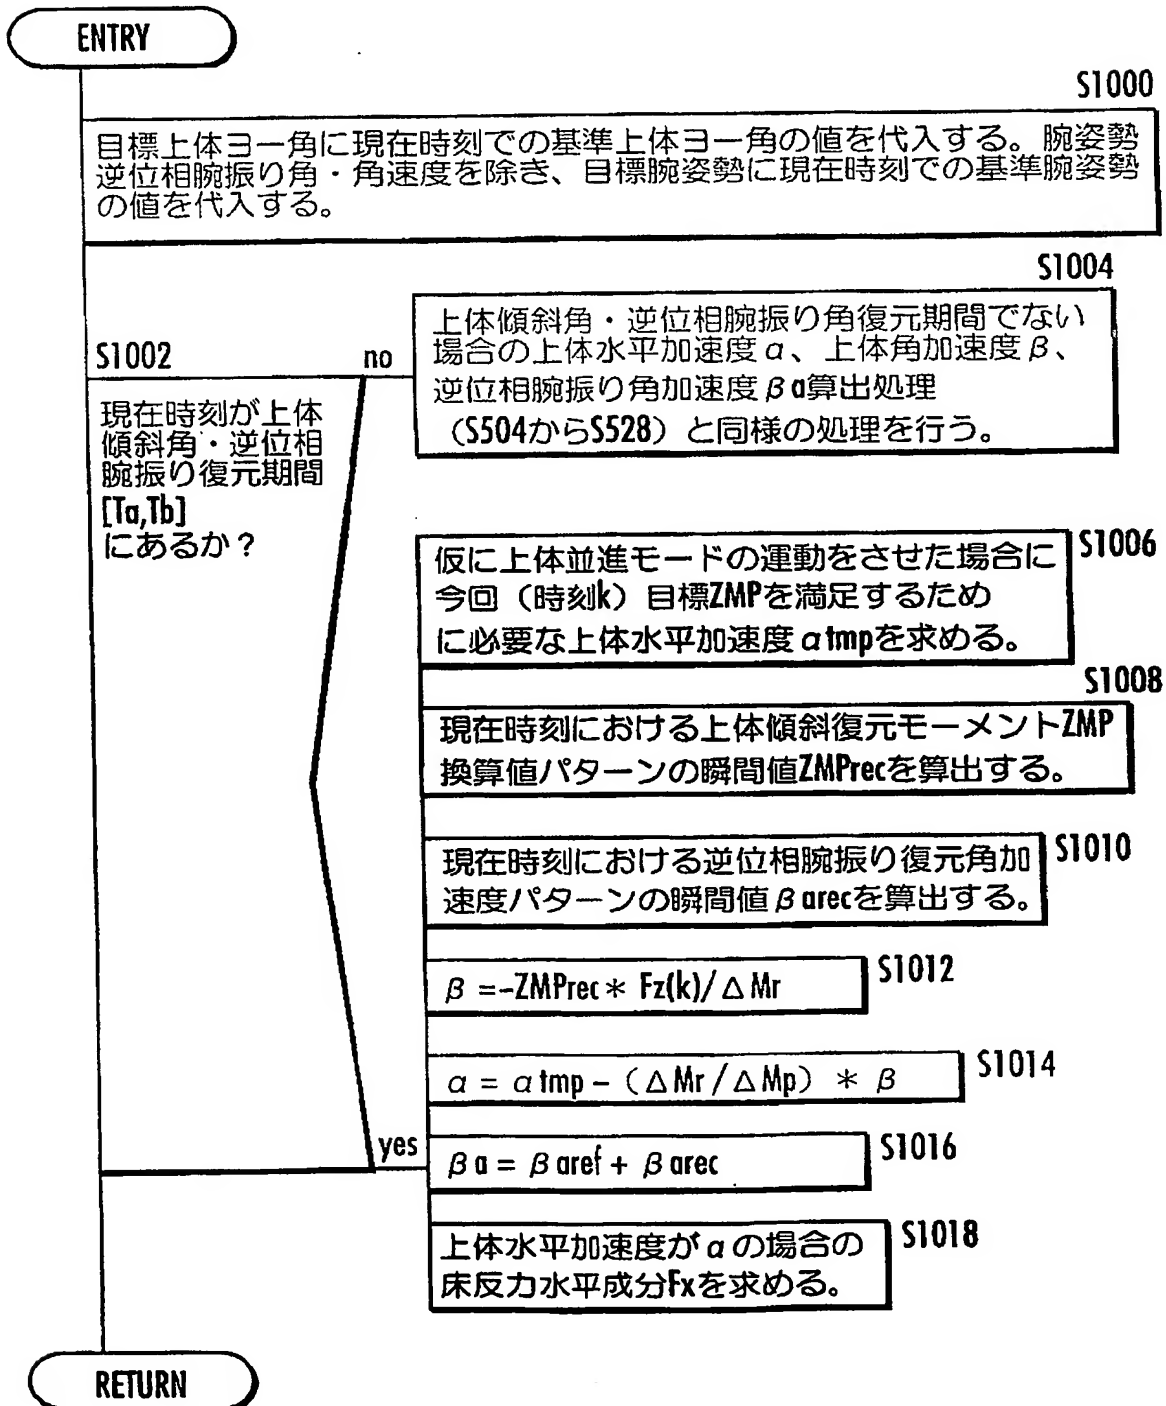 ENTRY
S1000
目標上体ヨー角に現在時刻での基準上体ヨー角の値を代入する。腕姿勢
逆位相腕振り角・角速度を除き、目標腕姿勢に現在時刻での基準腕姿勢
の値を代入する。
S1002
no
現在時刻が上体
傾斜角・逆位相
腕振り復元期間
[Ta,Tb]
にあるか？
S1004
上体傾斜角・逆位相腕振り角復元期間でない
場合の上体水平加速度α、上体角加速度β、
逆位相腕振り角加速度βa算出処理
（S504からS528）と同様の処理を行う。
S1006
仮に上体並進モードの運動をさせた場合に
今回（時刻k）目標ZMPを満足するため
に必要な上体水平加速度αtmpを求める。
S1008
現在時刻における上体傾斜復元モーメントZMP
換算値パターンの瞬間値ZMPrecを算出する。
S1010
現在時刻における逆位相腕振り復元角加
速度パターンの瞬間値βarecを算出する。
S1012
β=-ZMPrec* Fz(k)/ΔMr
S1014
α = αtmp-(ΔMr/ΔMp) * β
yes
S1016
βa = βaref + βarec
S1018
上体水平加速度がαの場合の
床反力水平成分Fxを求める。
RETURN